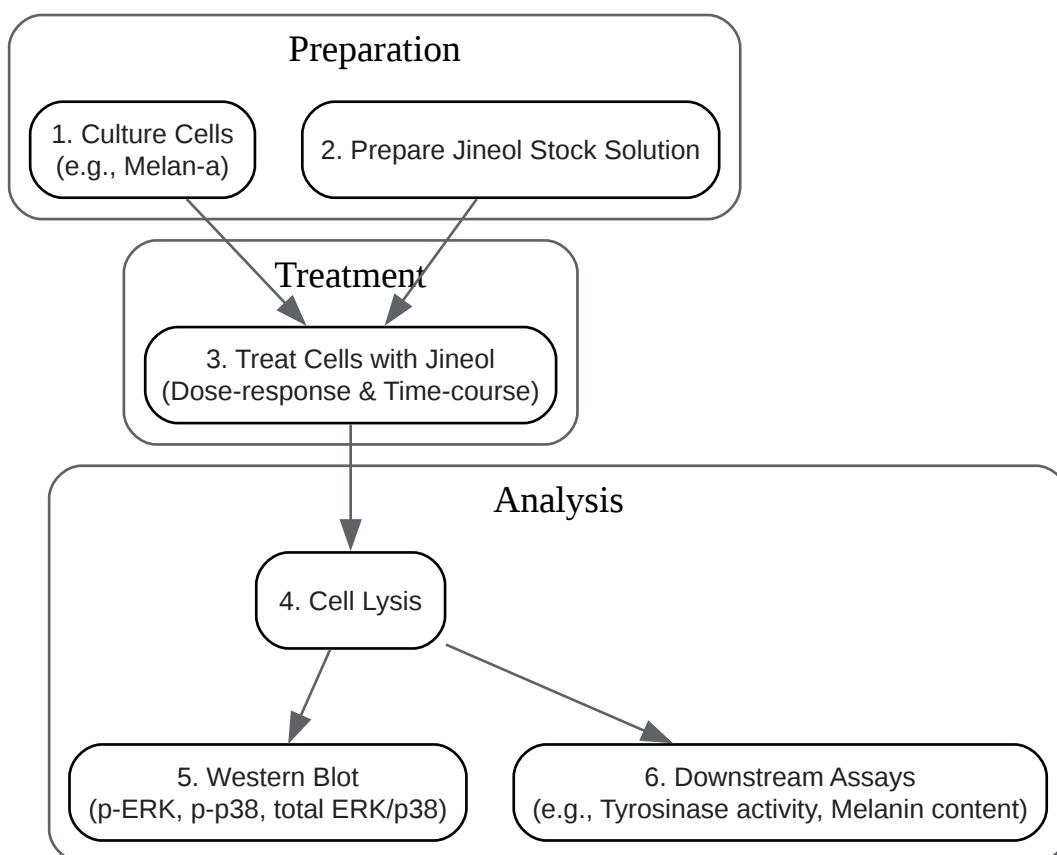 Preparation
1. Culture Cells
(e.g., Melan-a)
2. Prepare Jineol Stock Solution
Treatment
3. Treat Cells with Jineol
(Dose-response & Time-course)
Analysis
4. Cell Lysis
5. Western Blot
(p-ERK, p-p38, total ERK/p38)
6. Downstream Assays
(e.g., Tyrosinase activity, Melanin content)